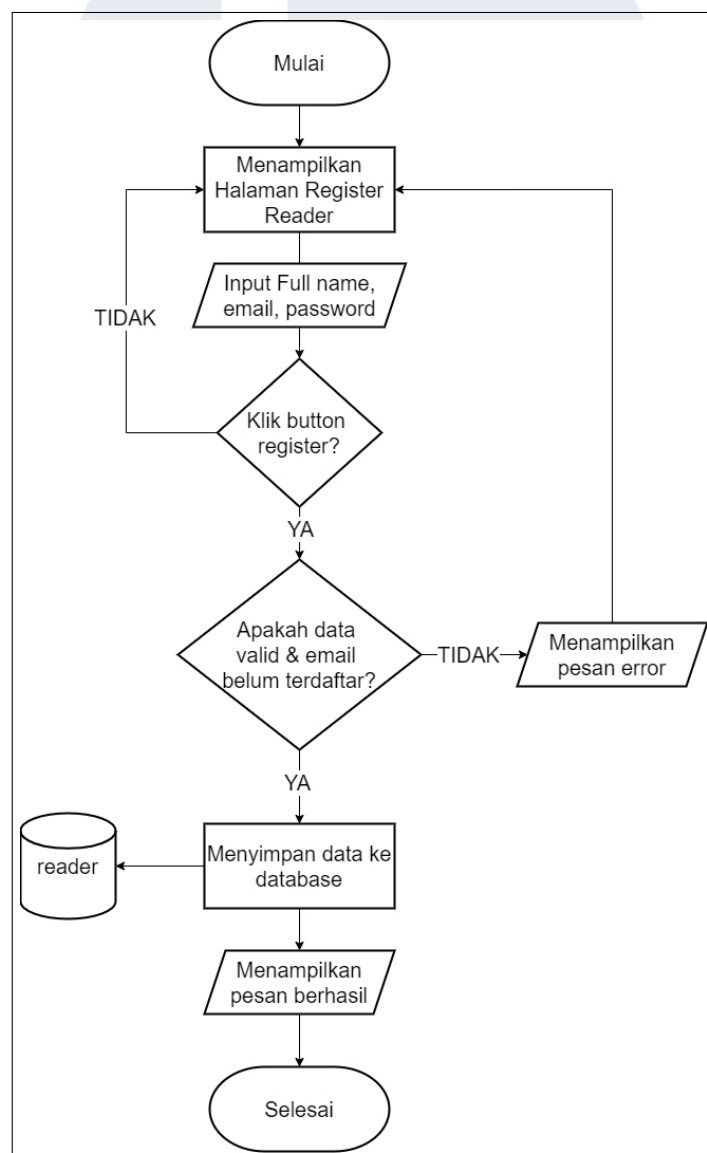 Mulai
Menampilkan
Halaman Register
Reader
Input Full name,
email, password
TIDAK
Klik button
register?
YA
Apakah data
valid & email
belum terdaftar?
TIDAK
Menampilkan
pesan error
YA
Menyimpan data ke
database
reader
Menampilkan
pesan berhasil
Selesai